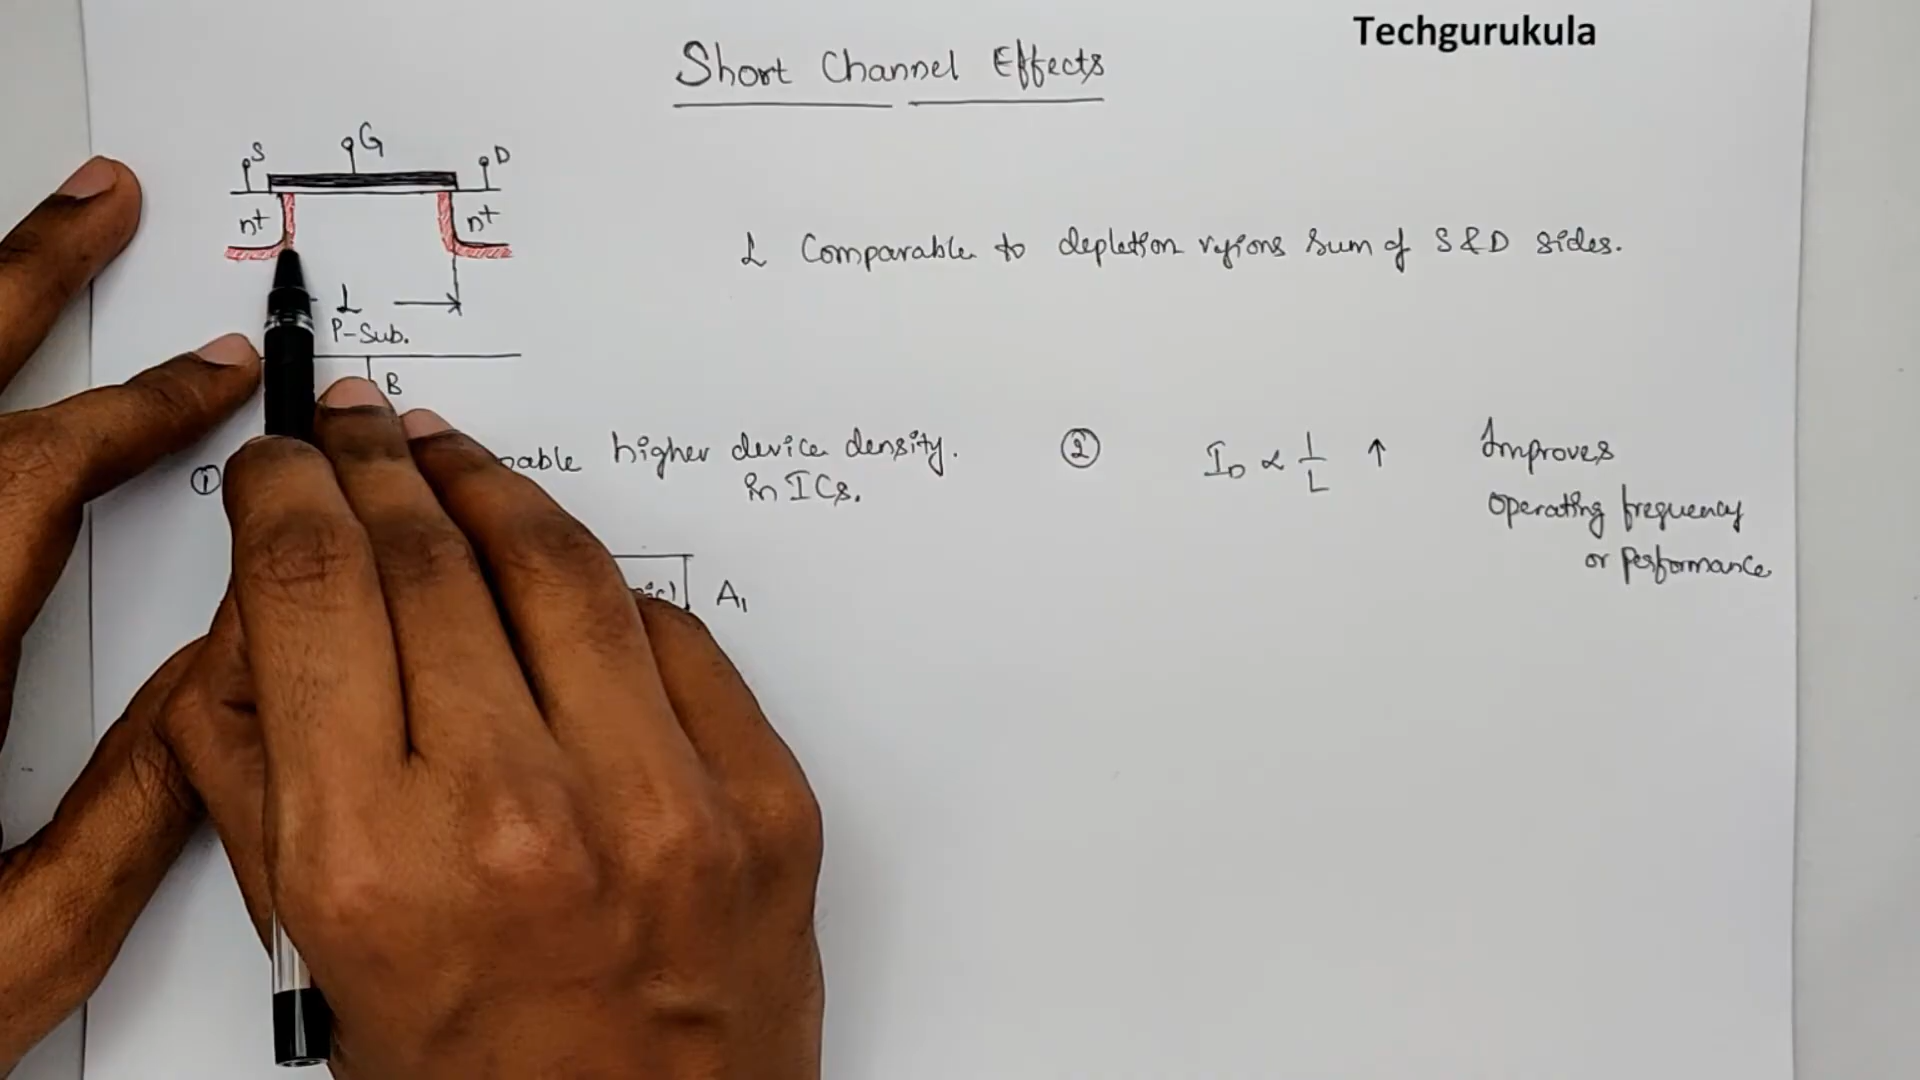 Techgurukula
Short Channel Effects
S G D
n+ n+
L
P-Sub.
B
L Comparable to depletion regions sum of S & D sides.
① higher device density.
in ICs.
A1
② ID ∝ 1/L ↑
Improves
operating frequency
or performance